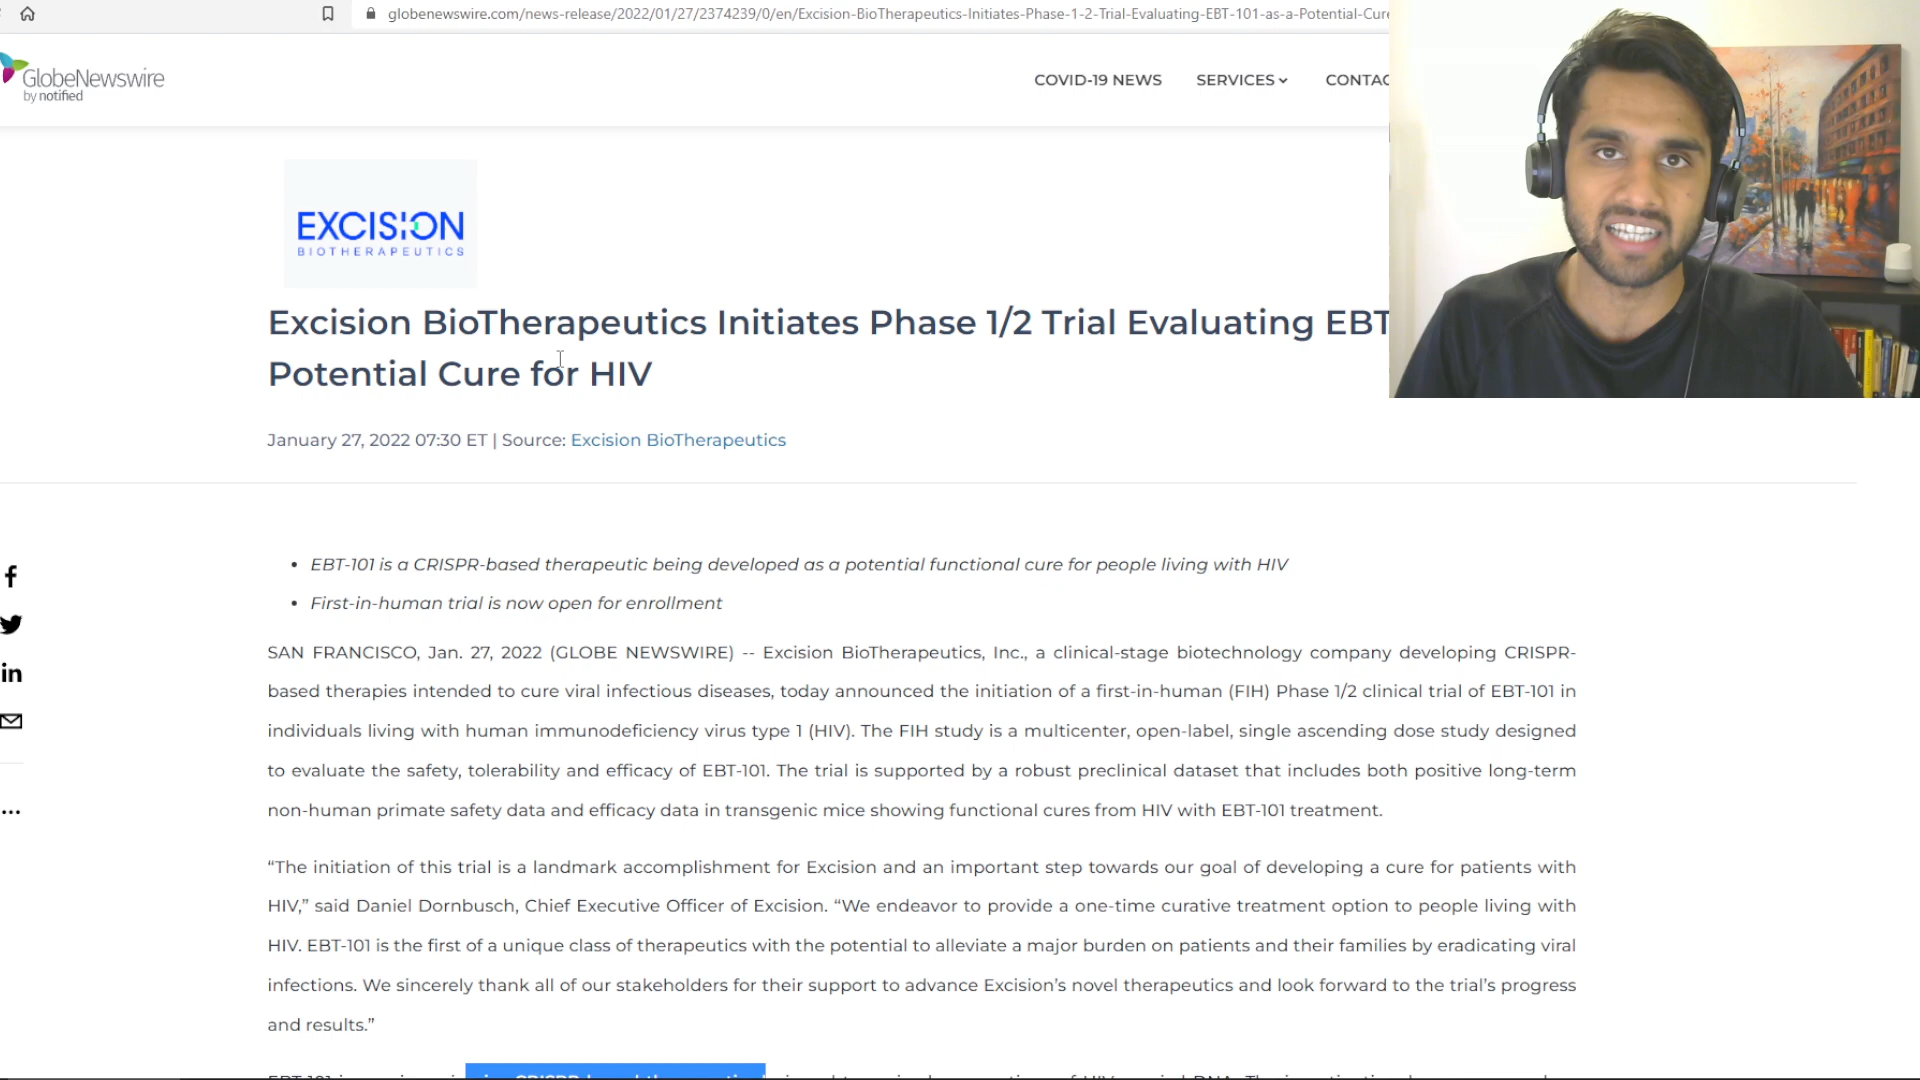 globenewswire.com/news-release/2022/01/27/2374239/0/en/Excision-BioTherapeutics-Initiates-Phase-1-2-Trial-Evaluating-EBT-101-as-a-Potential-Cure
GlobeNewswire
by notified
COVID-19 NEWS SERVICES CONTAC
EXCISION
BIOTHERAPEUTICS
Excision BioTherapeutics Initiates Phase 1/2 Trial Evaluating EBT
Potential Cure for HIV
January 27, 2022 07:30 ET | Source: Excision BioTherapeutics
• EBT-101 is a CRISPR-based therapeutic being developed as a potential functional cure for people living with HIV
• First-in-human trial is now open for enrollment
SAN FRANCISCO, Jan. 27, 2022 (GLOBE NEWSWIRE) -- Excision BioTherapeutics, Inc., a clinical-stage biotechnology company developing CRISPR-
based therapies intended to cure viral infectious diseases, today announced the initiation of a first-in-human (FIH) Phase 1/2 clinical trial of EBT-101 in
individuals living with human immunodeficiency virus type 1 (HIV). The FIH study is a multicenter, open-label, single ascending dose study designed
to evaluate the safety, tolerability and efficacy of EBT-101. The trial is supported by a robust preclinical dataset that includes both positive long-term
non-human primate safety data and efficacy data in transgenic mice showing functional cures from HIV with EBT-101 treatment.
“The initiation of this trial is a landmark accomplishment for Excision and an important step towards our goal of developing a cure for patients with
HIV,” said Daniel Dornbusch, Chief Executive Officer of Excision. “We endeavor to provide a one-time curative treatment option to people living with
HIV. EBT-101 is the first of a unique class of therapeutics with the potential to alleviate a major burden on patients and their families by eradicating viral
infections. We sincerely thank all of our stakeholders for their support to advance Excision’s novel therapeutics and look forward to the trial’s progress
and results.”